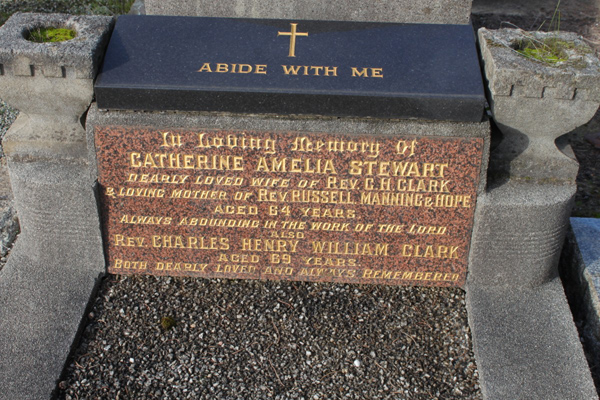 ABIDE WITH ME
In Loving Memory Of
CATHERINE AMELIA STEWART
DEARLY LOVED WIFE OF REV. C.H. CLARK
& LOVING MOTHER OF REV. RUSSELL, MANNING & HOPE
AGED 64 YEARS.
ALWAYS ABOUNDING IN THE WORK OF THE LORD
ALSO
REV. CHARLES HENRY WILLIAM CLARK
AGED 69 YEARS.
BOTH DEARLY LOVED AND ALWAYS REMEMBERED